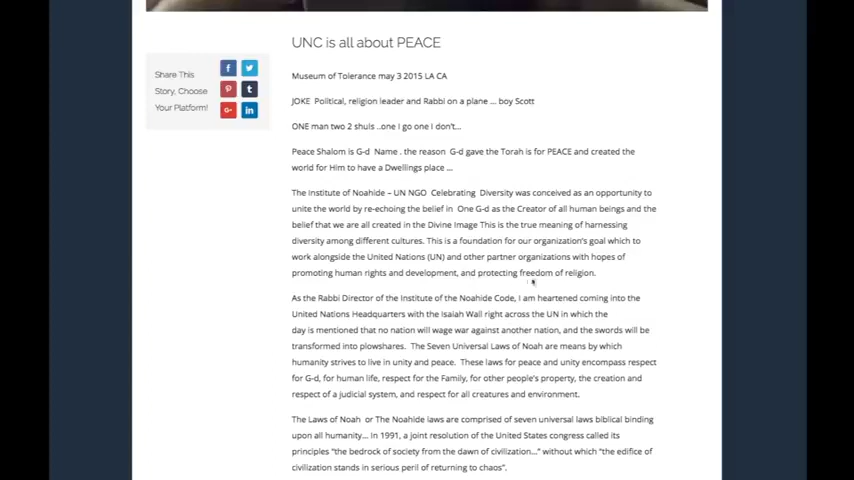 UNC is all about PEACE
Share This
Story, Choose
Your Platform!
Museum of Tolerance may 3 2015 LA CA
JOKE Political, religion leader and Rabbi on a plane ... boy Scott
ONE man two 2 shuls ..one I go one I don't...
Peace Shalom is G-d Name . the reason G-d gave the Torah is for PEACE and created the
world for Him to have a Dwellings place ...
The Institute of Noahide – UN NGO Celebrating Diversity was conceived as an opportunity to
unite the world by re-echoing the belief in One G-d as the Creator of all human beings and the
belief that we are all created in the Divine Image This is the true meaning of harnessing
diversity among different cultures. This is a foundation for our organization's goal which to
work alongside the United Nations (UN) and other partner organizations with hopes of
promoting human rights and development, and protecting freedom of religion.
As the Rabbi Director of the Institute of the Noahide Code, I am heartened coming into the
United Nations Headquarters with the Isaiah Wall right across the UN in which the
day is mentioned that no nation will wage war against another nation, and the swords will be
transformed into plowshares. The Seven Universal Laws of Noah are means by which
humanity strives to live in unity and peace. These laws for peace and unity encompass respect
for G-d, for human life, respect for the Family, for other people's property, the creation and
respect of a judicial system, and respect for all creatures and environment.
The Laws of Noah or The Noahide laws are comprised of seven universal laws biblical binding
upon all humanity... In 1991, a joint resolution of the United States congress called its
principles "the bedrock of society from the dawn of civilization..." without which "the edifice of
civilization stands in serious peril of returning to chaos".